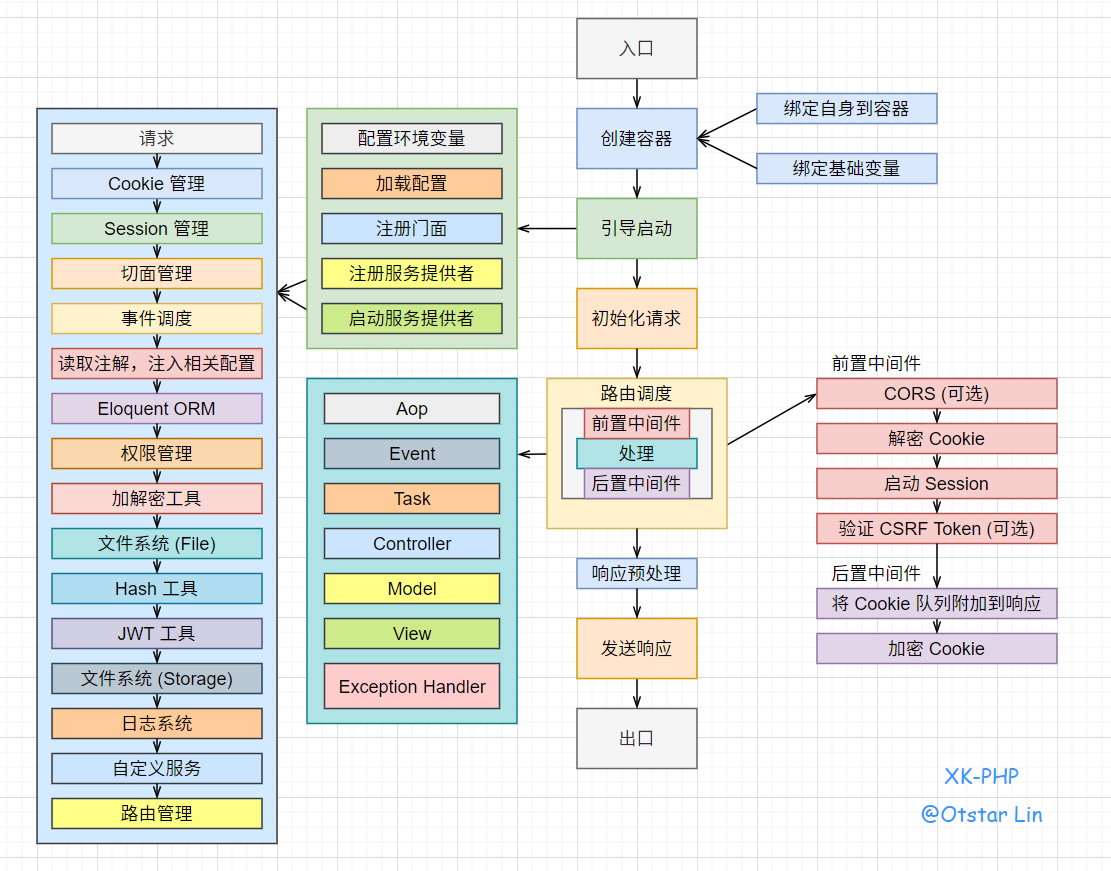 入口
创建容器
绑定自身到容器
绑定基础变量
引导启动
初始化请求
路由调度
前置中间件
处理
后置中间件
响应预处理
发送响应
出口
请求
Cookie 管理
Session 管理
切面管理
事件调度
读取注解，注入相关配置
Eloquent ORM
权限管理
加解密工具
文件系统 (File)
Hash 工具
JWT 工具
文件系统 (Storage)
日志系统
自定义服务
路由管理
配置环境变量
加载配置
注册门面
注册服务提供者
启动服务提供者
Aop
Event
Task
Controller
Model
View
Exception Handler
前置中间件
CORS (可选)
解密 Cookie
启动 Session
验证 CSRF Token (可选)
后置中间件
将 Cookie 队列附加到响应
加密 Cookie
XK-PHP
@Otstar Lin